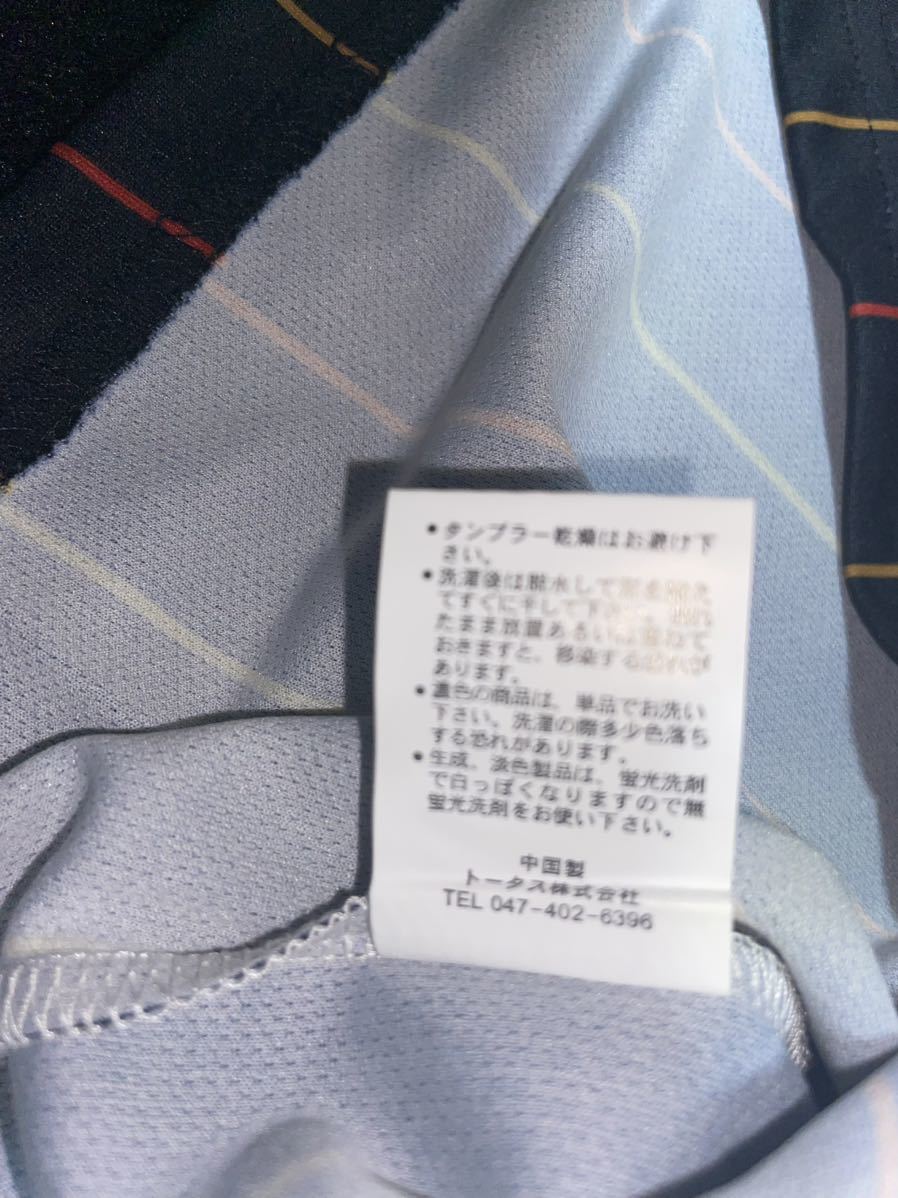 •タンブラー乾燥はお避け下
さい。
•洗濯後は脱水して形を整え
てすぐに干して下さい。濡れ
たまま放置あるいは重ねて
おきますと、移染する恐れが
あります。
•濃色の商品は、単品でお洗い
下さい。洗濯の際多少色落ち
する恐れがあります。
•生成、淡色製品は、蛍光洗剤
で白っぽくなりますので無
蛍光洗剤をお使い下さい。
中国製
トータス株式会社
TEL 047-402-6396